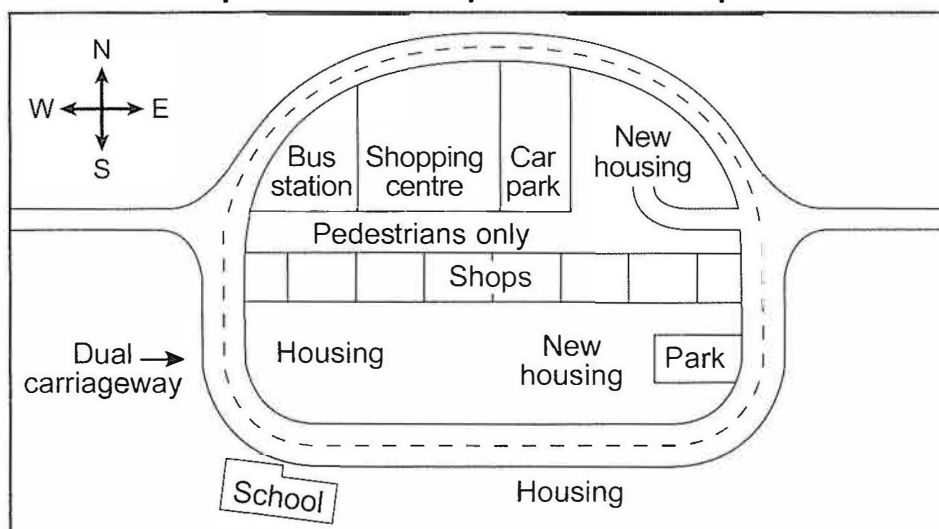 N
W E
S
Bus
station
Shopping
centre
Car
park
New
housing
Pedestrians only
Shops
Dual
carriageway
Housing
New
housing
Park
School
Housing